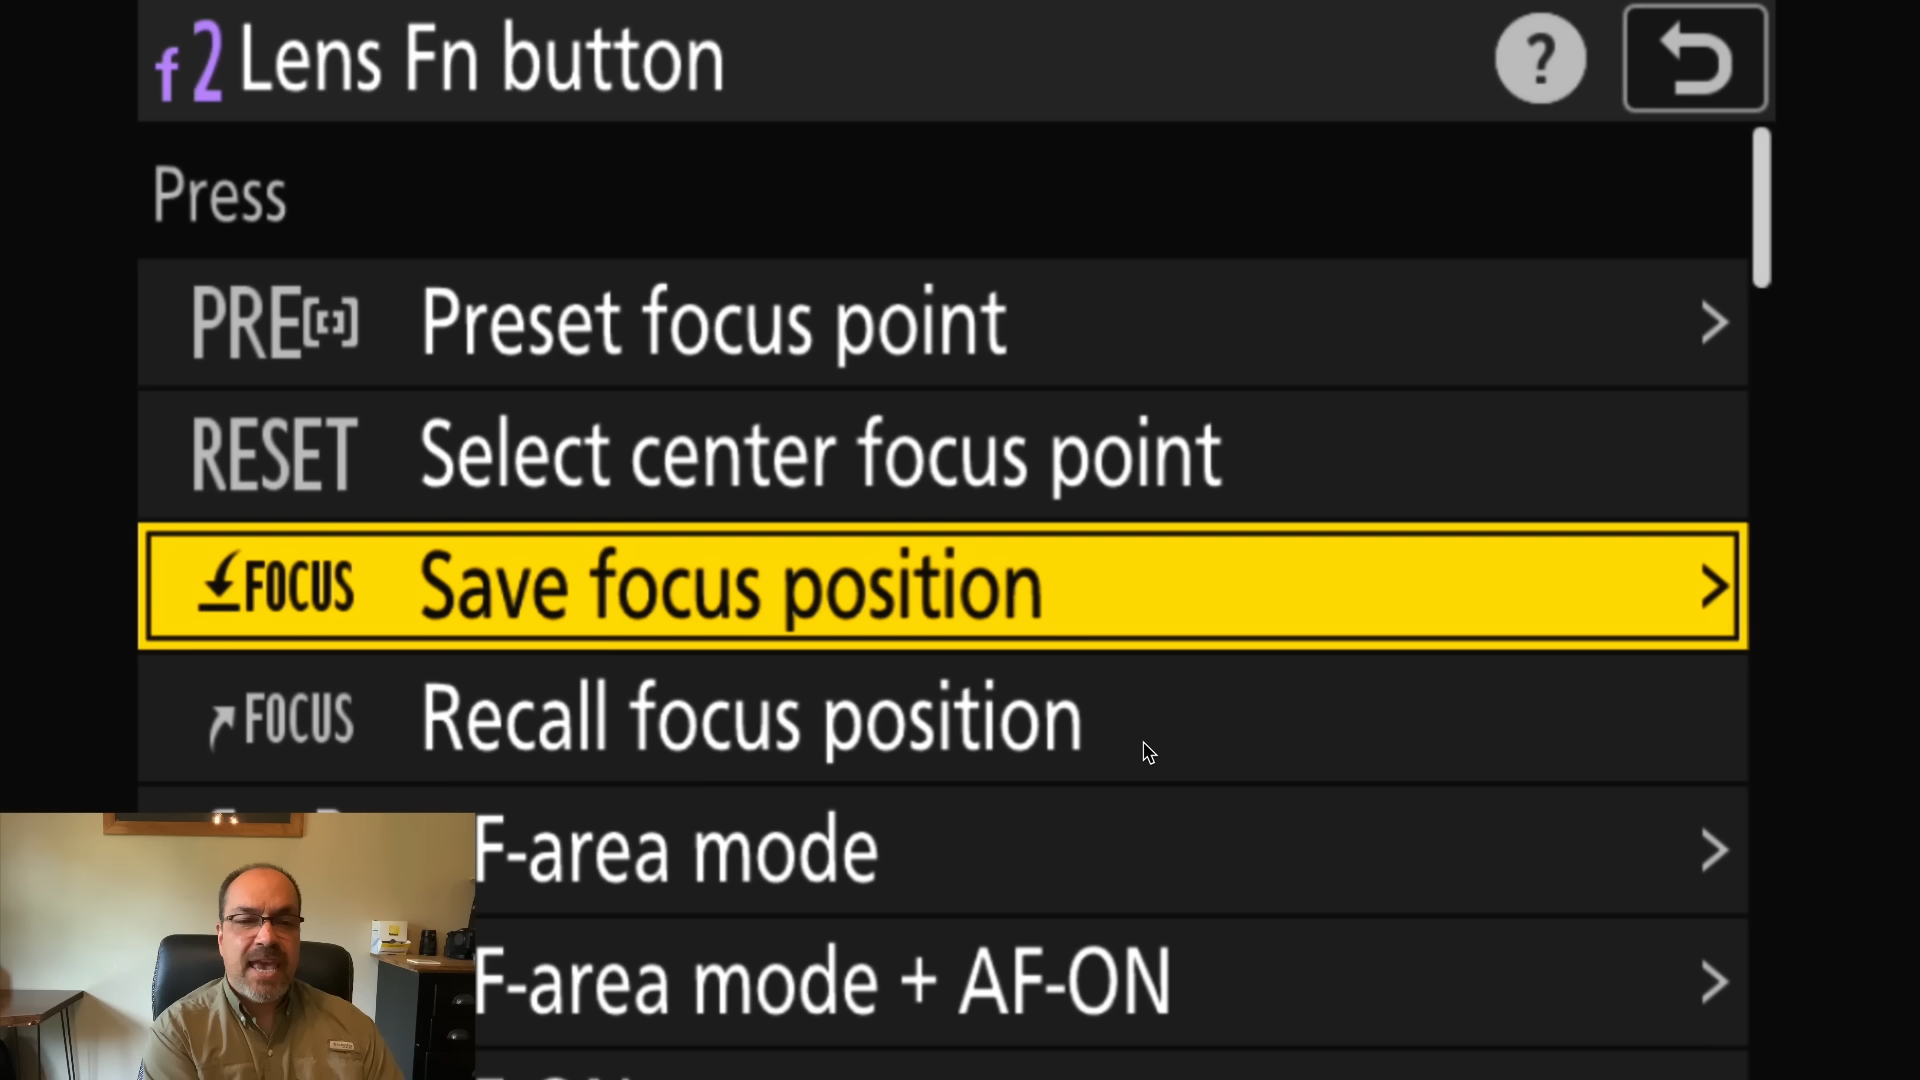 f2 Lens Fn button
?
Press
PRE[ ] Preset focus point
RESET Select center focus point
FOCUS Save focus position
FOCUS Recall focus position
F-area mode
F-area mode + AF-ON